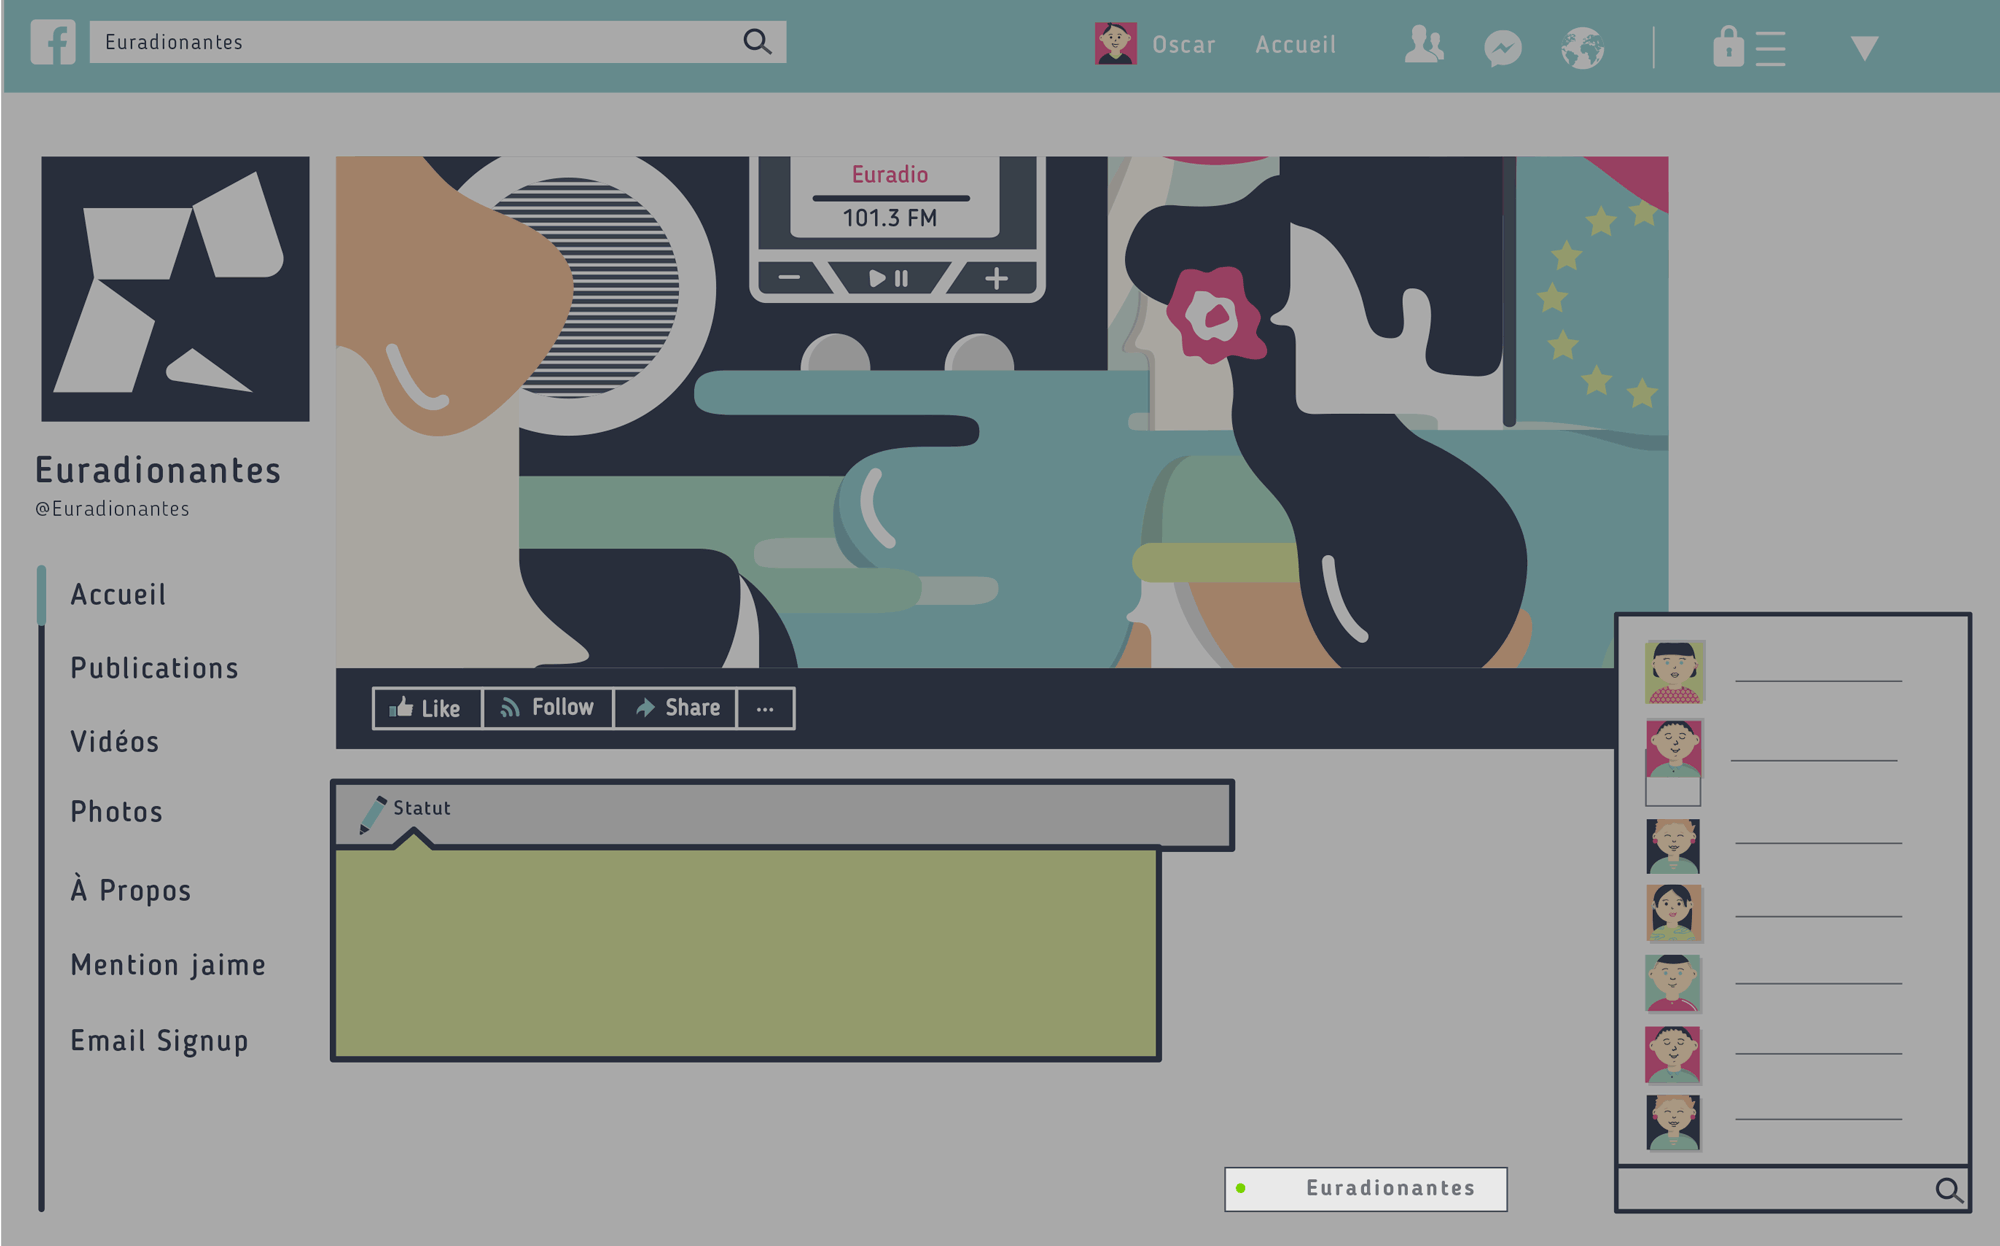 Euradionantes
Oscar
Accueil
Euradio
101.3 FM
Euradionantes
@Euradionantes
Accueil
Publications
Vidéos
Photos
À Propos
Mention jaime
Email Signup
Like
Follow
Share
...
Statut
Euradionantes